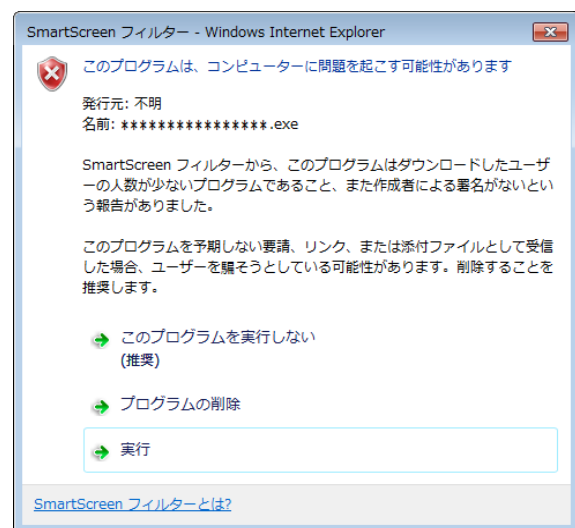 SmartScreen フィルター - Windows Internet Explorer
このプログラムは、コンピューターに問題を起こす可能性があります
発行元: 不明
名前: ****************.exe
SmartScreen フィルターから、このプログラムはダウンロードしたユーザ
ーの人数が少ないプログラムであること、また作成者による署名がないとい
う報告がありました。
このプログラムを予期しない要請、リンク、または添付ファイルとして受信
した場合、ユーザーを騙そうとしている可能性があります。削除することを
推奨します。
このプログラムを実行しない
(推奨)
プログラムの削除
実行
SmartScreen フィルターとは?